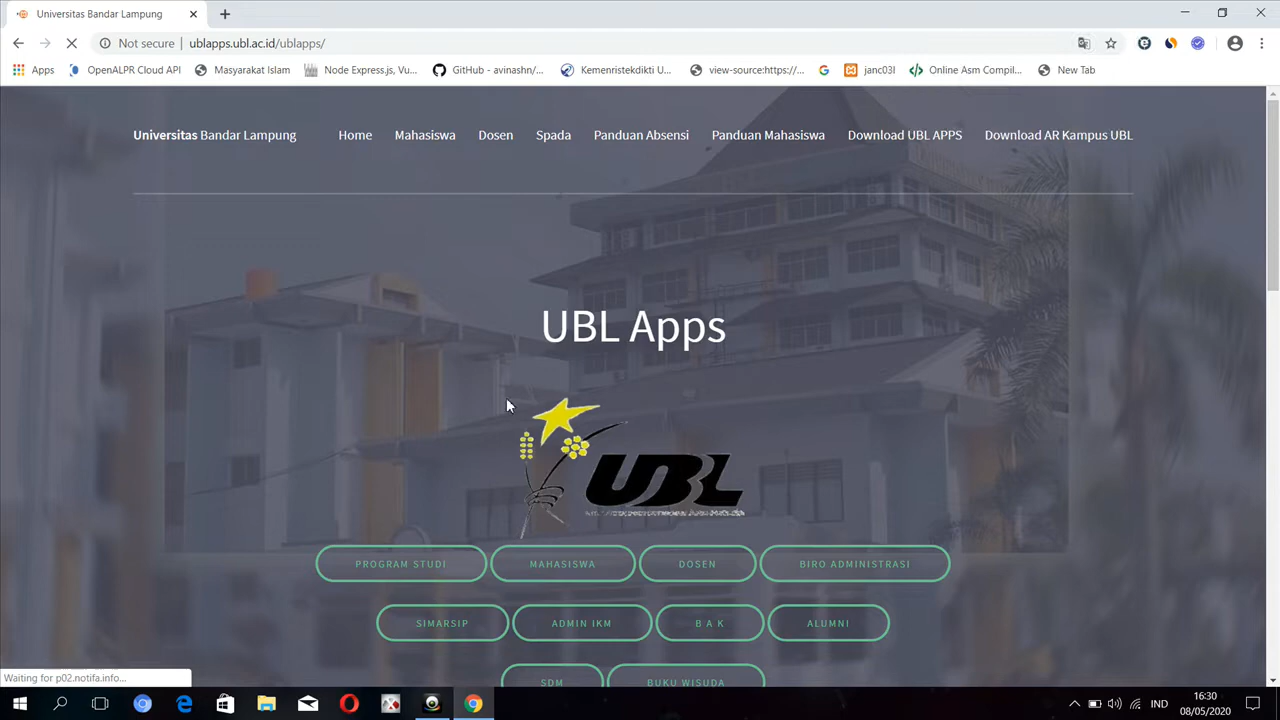 Universitas Bandar Lampung
Not secure | ublapps.ubl.ac.id/ublapps/
Apps OpenALPR Cloud API Masyarakat Islam Node Express.js, Vu... GitHub - avinashn/... Kemenristekdikti U... view-source:https://... janc03l Online Asm Compil... New Tab
Universitas Bandar Lampung Home Mahasiswa Dosen Spada Panduan Absensi Panduan Mahasiswa Download UBL APPS Download AR Kampus UBL
UBL Apps
UBL
PROGRAM STUDI MAHASISWA DOSEN BIRO ADMINISTRASI
SIMARSIP ADMIN IKM B A K ALUMNI
SDM BUKU WISUDA
Waiting for p02.notifa.info...
IND
16:30
08/05/2020